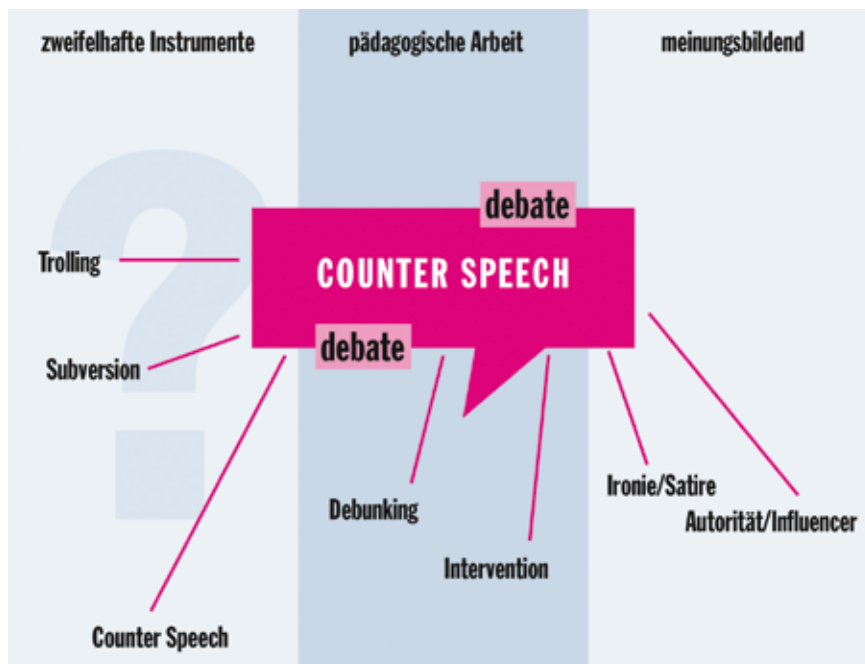 zweifelhafte Instrumente
pädagogische Arbeit
meinungsbildend
debate
COUNTER SPEECH
Trolling
debate
Subversion
Debunking
Ironie/Satire
Autorität/Influencer
Intervention
Counter Speech
?